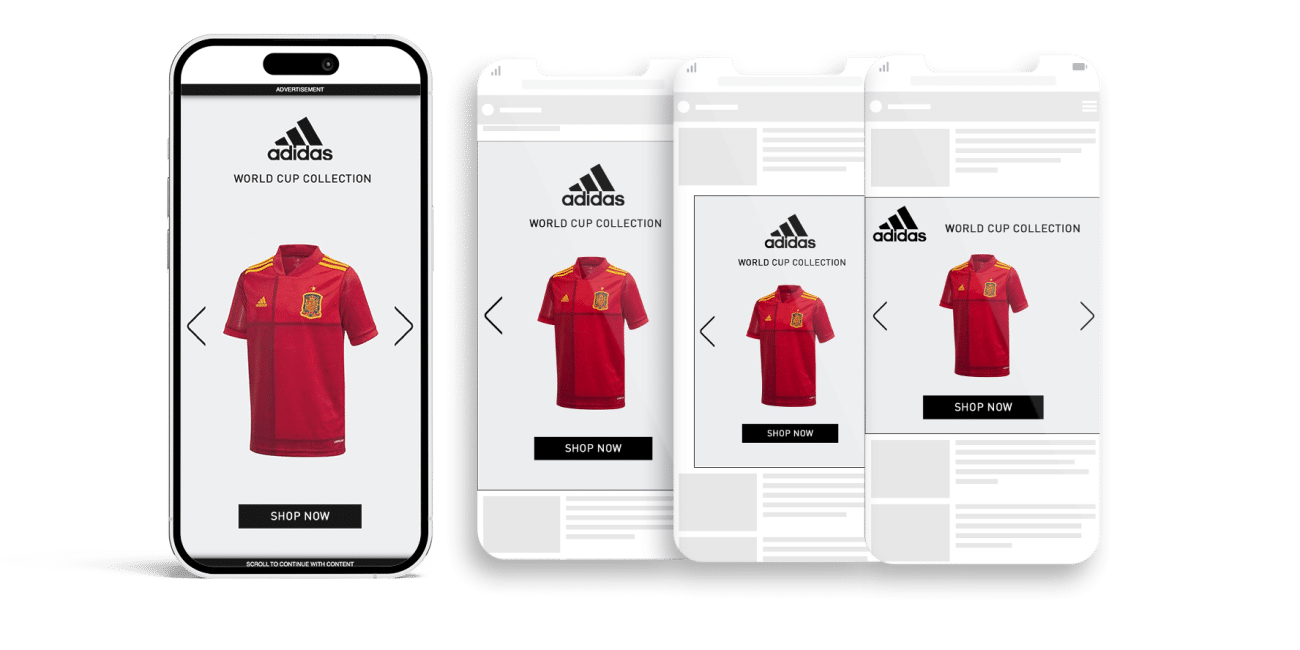 ADVERTISEMENT
adidas
WORLD CUP COLLECTION
SHOP NOW
SCROLL TO CONTINUE WITH CONTENT
adidas
WORLD CUP COLLECTION
SHOP NOW
adidas
WORLD CUP COLLECTION
SHOP NOW
adidas
WORLD CUP COLLECTION
SHOP NOW